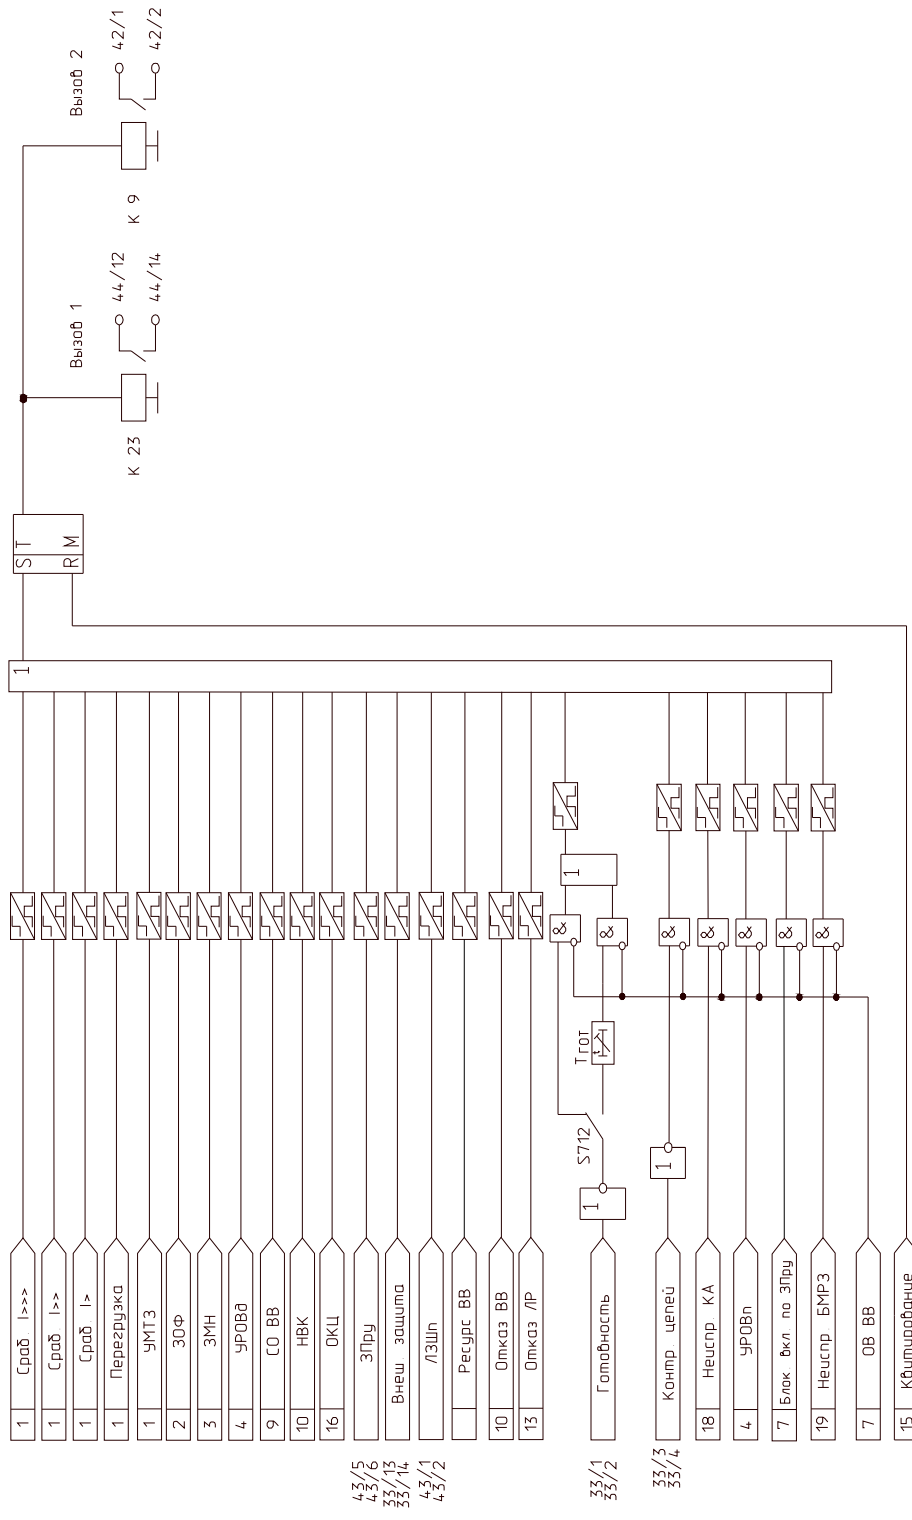 Вызов 2
42/1
42/2
К 9
Вызов 1
44/12
44/14
К 23
S T
R M
1
1 Сраб I>>>
1 Сраб I>>
1 Сраб I>
1 Перегрузка
1 УМТЗ
2 ЗОФ
3 ЗМН
4 УРОВд
9 СО ВВ
10 НВК
16 ОКЦ
43/5
43/6
ЗПру
33/13
33/14
Внеш защита
43/1
43/2
ЛЗШп
Ресурс ВВ
10 Отказ ВВ
13 Отказ ЛР
33/1
33/2
Готовность
1
S712
Тгот
t
&
&
1
33/3
33/4
Контр цепей
1
&
18 Неиспр КА
&
4 УРОВп
&
7 Блок вкл по ЗПру
&
19 Неиспр БМРЗ
&
7 ОВ ВВ
15 Квитирование